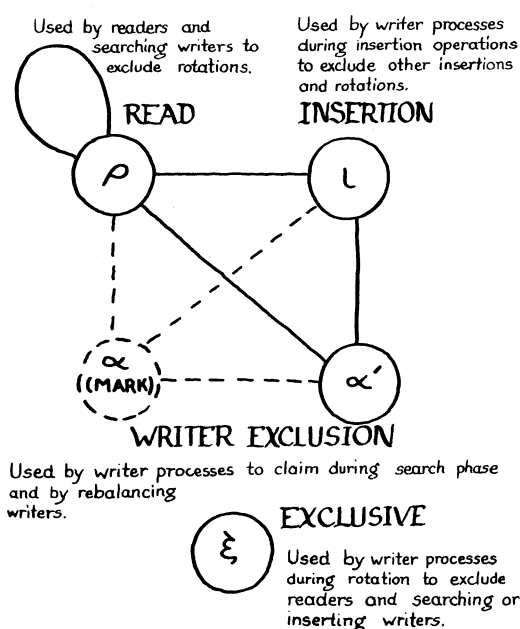 Used by readers and
searching writers to
exclude rotations.
READ
Used by writer processes
during insertion operations
to exclude other insertions
and rotations.
INSERTION
ρ
ι
α
((MARK))
α′
WRITER EXCLUSION
Used by writer processes to claim during search phase
and by rebalancing
writers.
ξ
EXCLUSIVE
Used by writer processes
during rotation to exclude
readers and searching or
inserting writers.